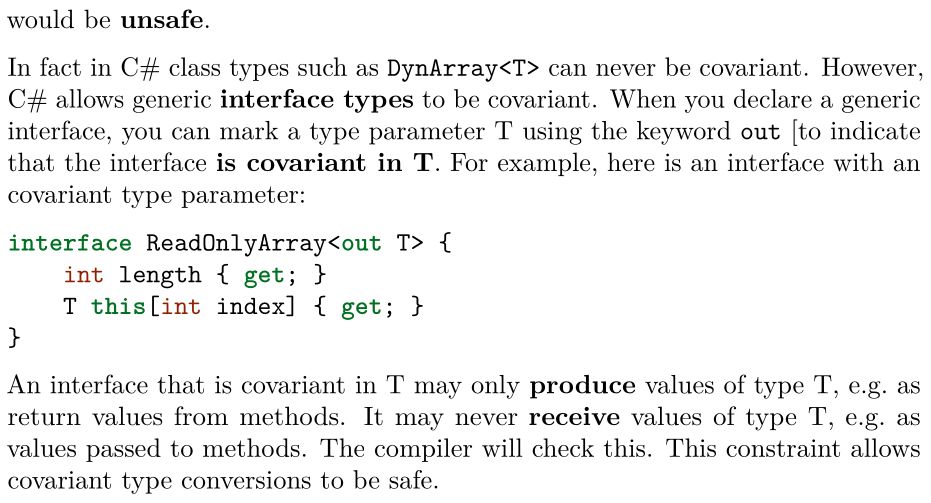 would be unsafe.
In fact in C# class types such as DynArray<T> can never be covariant. However,
C# allows generic interface types to be covariant. When you declare a generic
interface, you can mark a type parameter T using the keyword out [to indicate
that the interface is covariant in T. For example, here is an interface with an
covariant type parameter:
interface ReadOnlyArray<out T> {
    int length { get; }
    T this[int index] { get; }
}
An interface that is covariant in T may only produce values of type T, e.g. as
return values from methods. It may never receive values of type T, e.g. as
values passed to methods. The compiler will check this. This constraint allows
covariant type conversions to be safe.